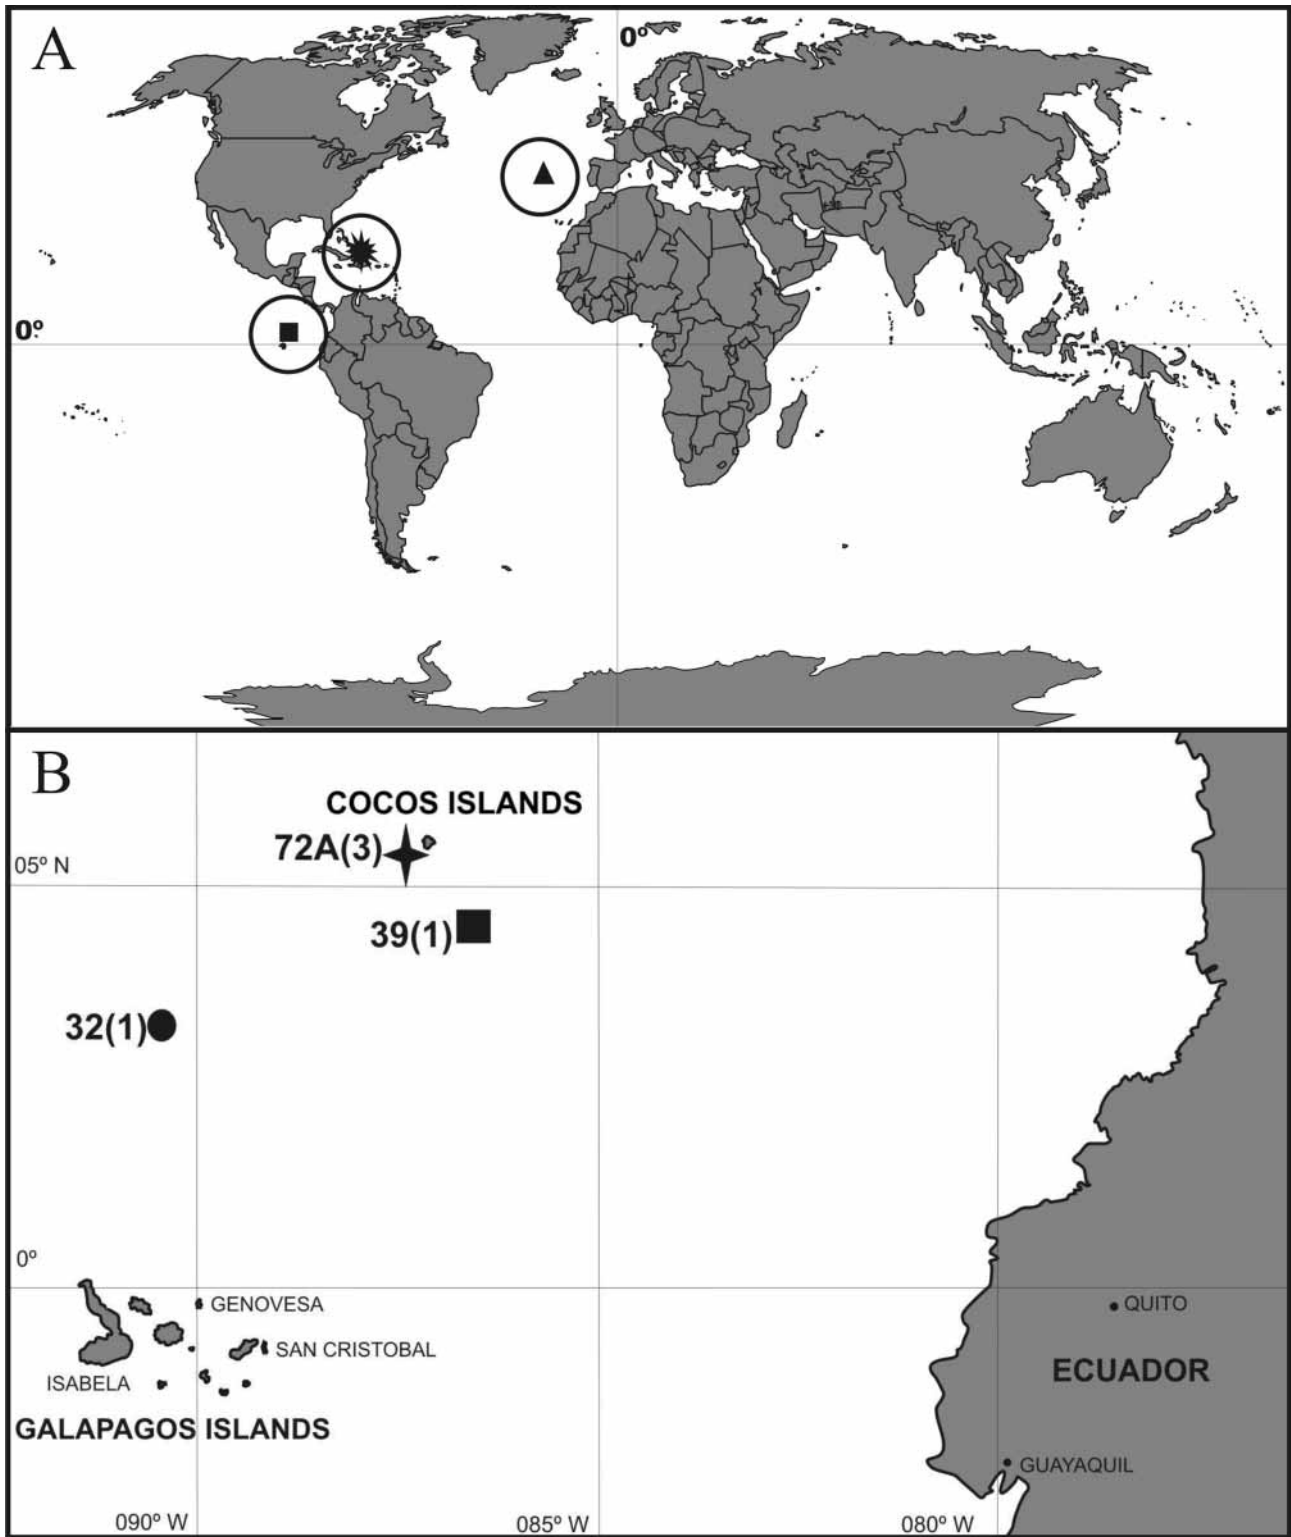 A
0º
0º
B
COCOS ISLANDS
72A(3)
05º N
39(1)
32(1)
0º
GENOVESA
QUITO
SAN CRISTOBAL
ECUADOR
ISABELA
GALAPAGOS ISLANDS
GUAYAQUIL
090º W
085º W
080º W